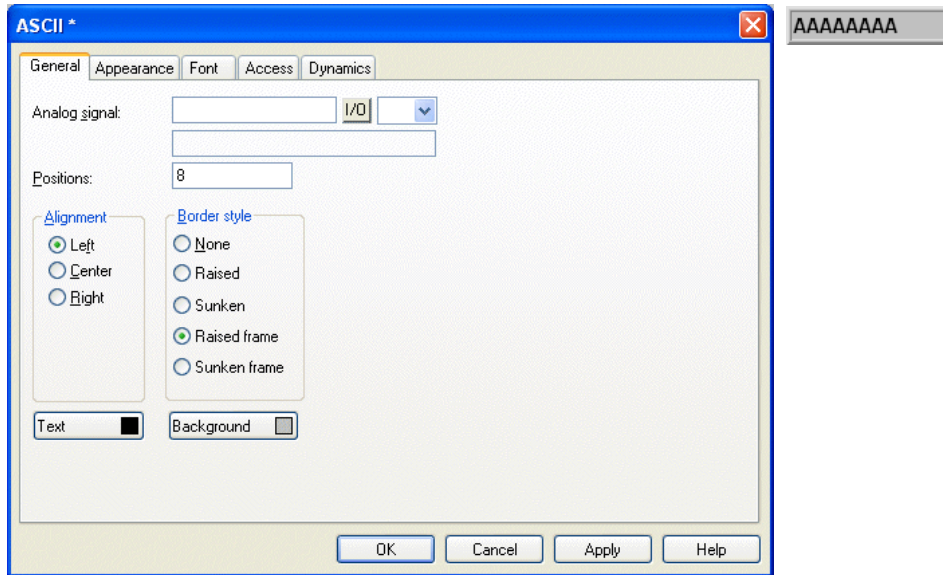 ASCII *
AAAAAAAA
General Appearance Font Access Dynamics
Analog signal: I/O
Positions: 8
Alignment
Left
Center
Right
Border style
None
Raised
Sunken
Raised frame
Sunken frame
Text Background
OK Cancel Apply Help